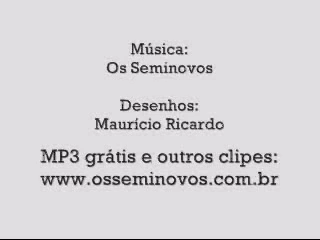 Música:
Os Seminovos
Desenhos:
Maurício Ricardo
MP3 grátis e outros clipes:
www.osseminovos.com.br